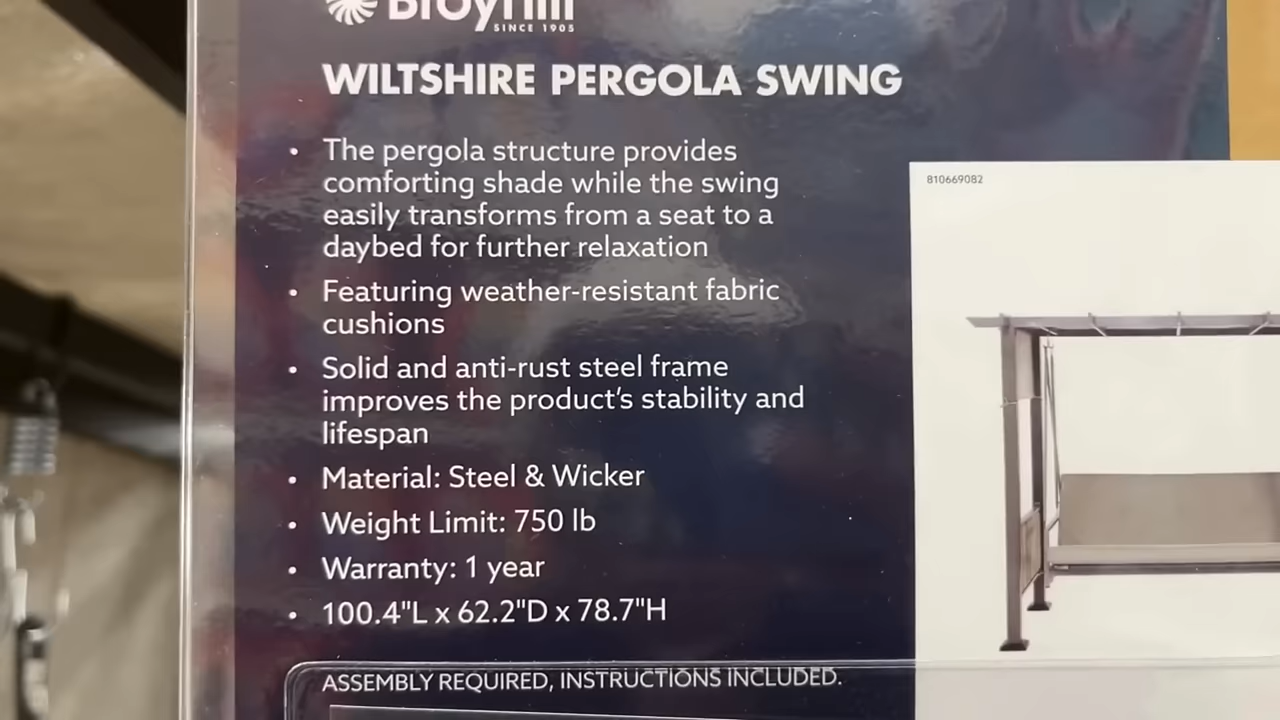 Broyhill
SINCE 1905
WILTSHIRE PERGOLA SWING
• The pergola structure provides
comforting shade while the swing
easily transforms from a seat to a
daybed for further relaxation
• Featuring weather-resistant fabric
cushions
• Solid and anti-rust steel frame
improves the product's stability and
lifespan
• Material: Steel & Wicker
• Weight Limit: 750 lb
• Warranty: 1 year
• 100.4"L x 62.2"D x 78.7"H
ASSEMBLY REQUIRED, INSTRUCTIONS INCLUDED.
810669082